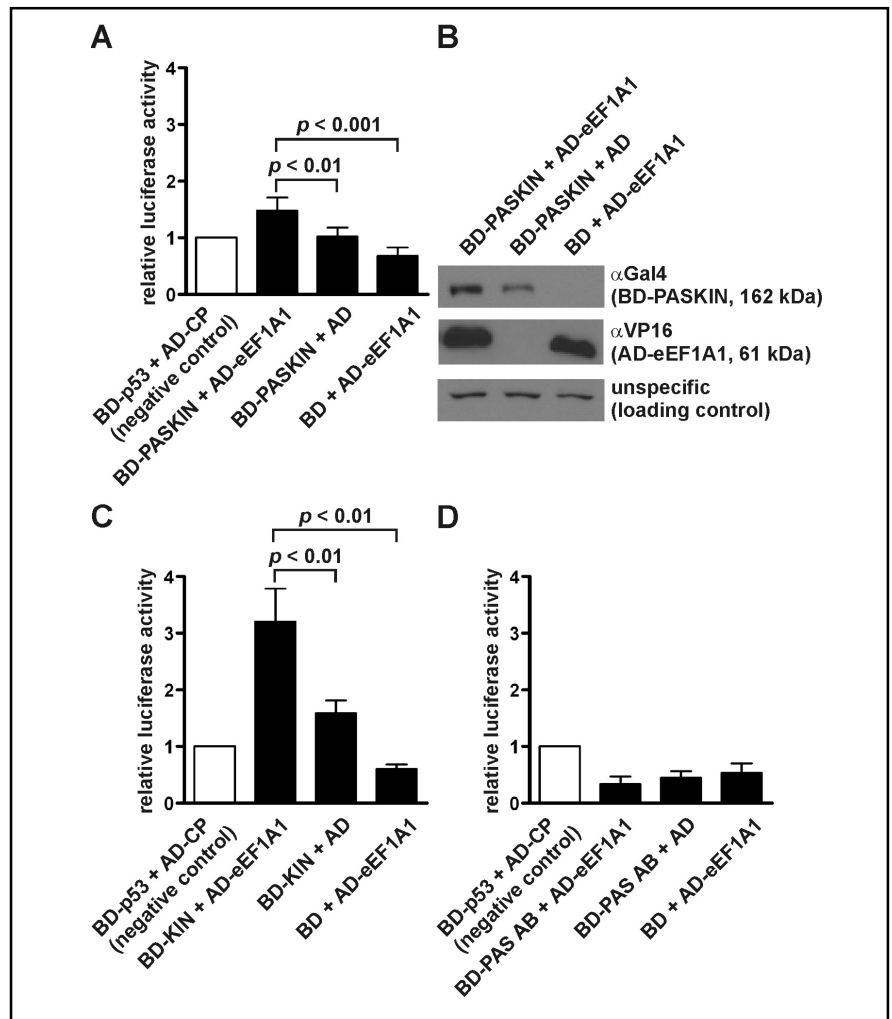 A
relative luciferase activity
4
3
2
1
0
p < 0.001
p < 0.01
BD-p53 + AD-CP
(negative control)
BD-PASKIN + AD-eEF1A1
BD-PASKIN + AD
BD + AD-eEF1A1
B
BD-PASKIN + AD-eEF1A1
BD-PASKIN + AD
BD + AD-eEF1A1
αGal4
(BD-PASKIN, 162 kDa)
αVP16
(AD-eEF1A1, 61 kDa)
unspecific
(loading control)
C
relative luciferase activity
4
3
2
1
0
p < 0.01
p < 0.01
BD-p53 + AD-CP
(negative control)
BD-KIN + AD-eEF1A1
BD-KIN + AD
BD + AD-eEF1A1
D
relative luciferase activity
4
3
2
1
0
BD-p53 + AD-CP
(negative control)
BD-PAS AB + AD-eEF1A1
BD-PAS AB + AD
BD + AD-eEF1A1